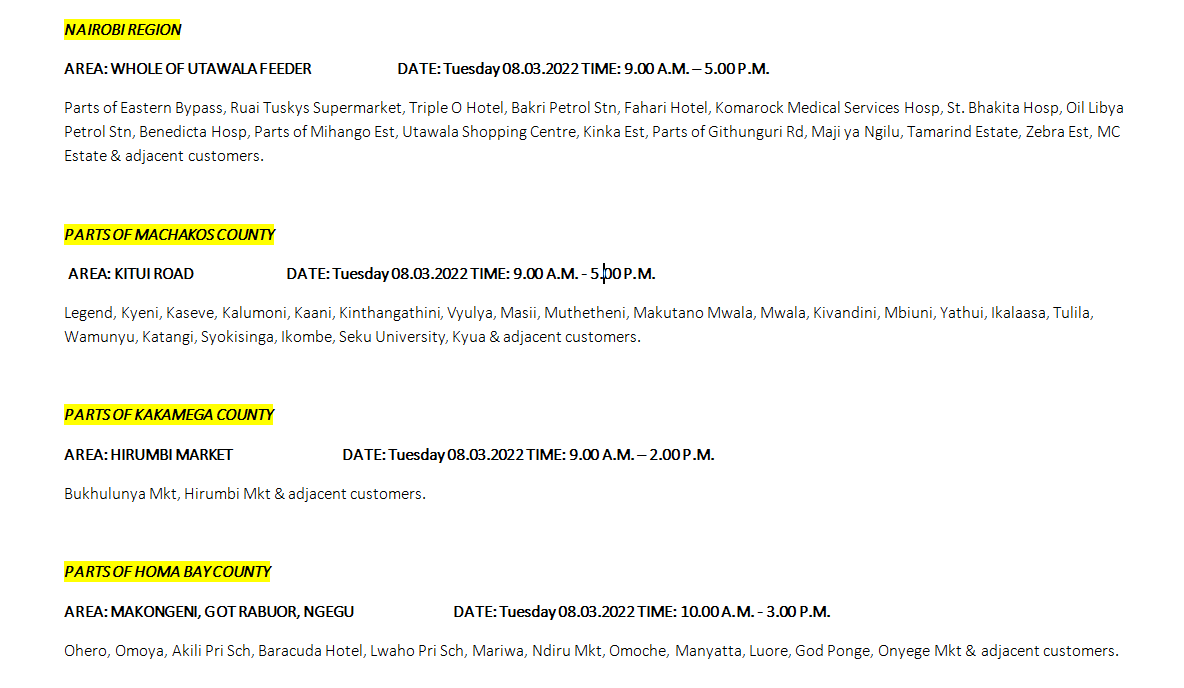 NAIROBI REGION
AREA: WHOLE OF UTAWALA FEEDER DATE: Tuesday 08.03.2022 TIME: 9.00 A.M. – 5.00 P.M.
Parts of Eastern Bypass, Ruai Tuskys Supermarket, Triple O Hotel, Bakri Petrol Stn, Fahari Hotel, Komarock Medical Services Hosp, St. Bhakita Hosp, Oil Libya
Petrol Stn, Benedicta Hosp, Parts of Mihango Est, Utawala Shopping Centre, Kinka Est, Parts of Githunguri Rd, Maji ya Ngilu, Tamarind Estate, Zebra Est, MC
Estate & adjacent customers.
PARTS OF MACHAKOS COUNTY
AREA: KITUI ROAD DATE: Tuesday 08.03.2022 TIME: 9.00 A.M. - 5.00 P.M.
Legend, Kyeni, Kaseve, Kalumoni, Kaani, Kinthangathini, Vyulya, Masii, Muthetheni, Makutano Mwala, Mwala, Kivandini, Mbiuni, Yathui, Ikalaasa, Tulila,
Wamunyu, Katangi, Syokisinga, Ikombe, Seku University, Kyua & adjacent customers.
PARTS OF KAKAMEGA COUNTY
AREA: HIRUMBI MARKET DATE: Tuesday 08.03.2022 TIME: 9.00 A.M. – 2.00 P.M.
Bukhulunya Mkt, Hirumbi Mkt & adjacent customers.
PARTS OF HOMA BAY COUNTY
AREA: MAKONGENI, GOT RABUOR, NGEGU DATE: Tuesday 08.03.2022 TIME: 10.00 A.M. - 3.00 P.M.
Ohero, Omoya, Akili Pri Sch, Baracuda Hotel, Lwaho Pri Sch, Mariwa, Ndiru Mkt, Omoche, Manyatta, Luore, God Ponge, Onyege Mkt & adjacent customers.